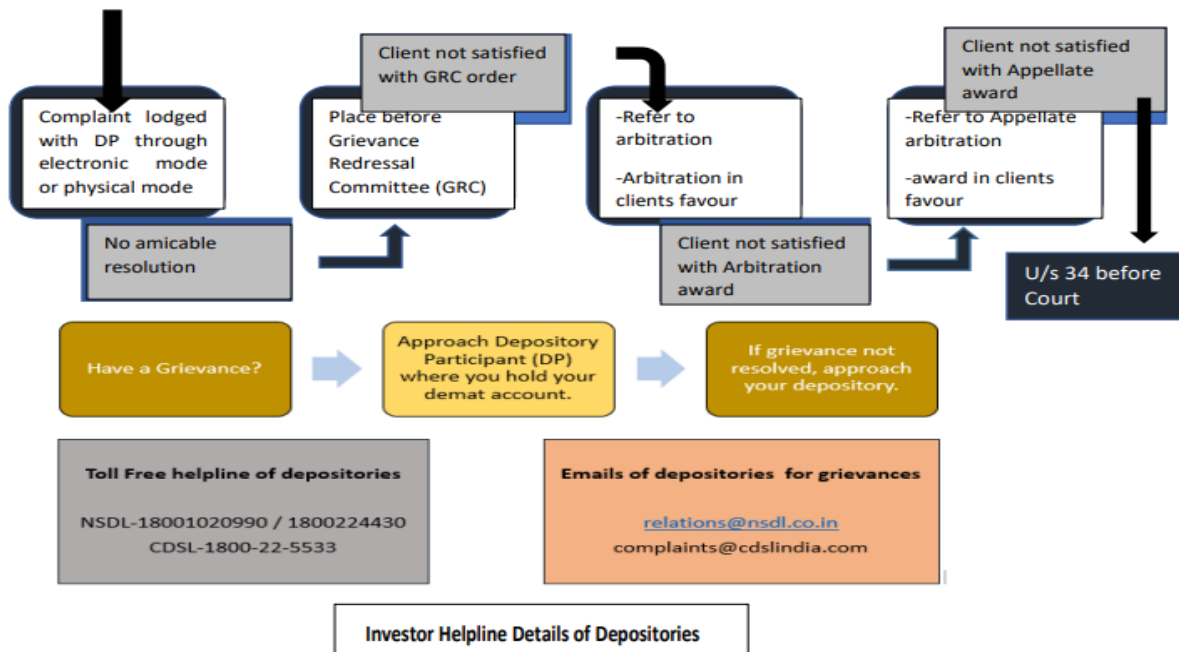 Complaint lodged
with DP through
electronic mode
or physical mode
No amicable
resolution
Place before
Grievance
Redressal
Committee (GRC)
Client not satisfied
with GRC order
-Refer to
arbitration
-Arbitration in
clients favour
Client not satisfied
with Arbitration
award
-Refer to Appellate
arbitration
-award in clients
favour
Client not satisfied
with Appellate
award
U/s 34 before
Court
Have a Grievance?
Approach Depository
Participant (DP)
where you hold your
demat account.
If grievance not
resolved, approach
your depository.
Toll Free helpline of depositories
NSDL-18001020990 / 1800224430
CDSL-1800-22-5533
Emails of depositories for grievances
relations@nsdl.co.in
complaints@cdslindia.com
Investor Helpline Details of Depositories